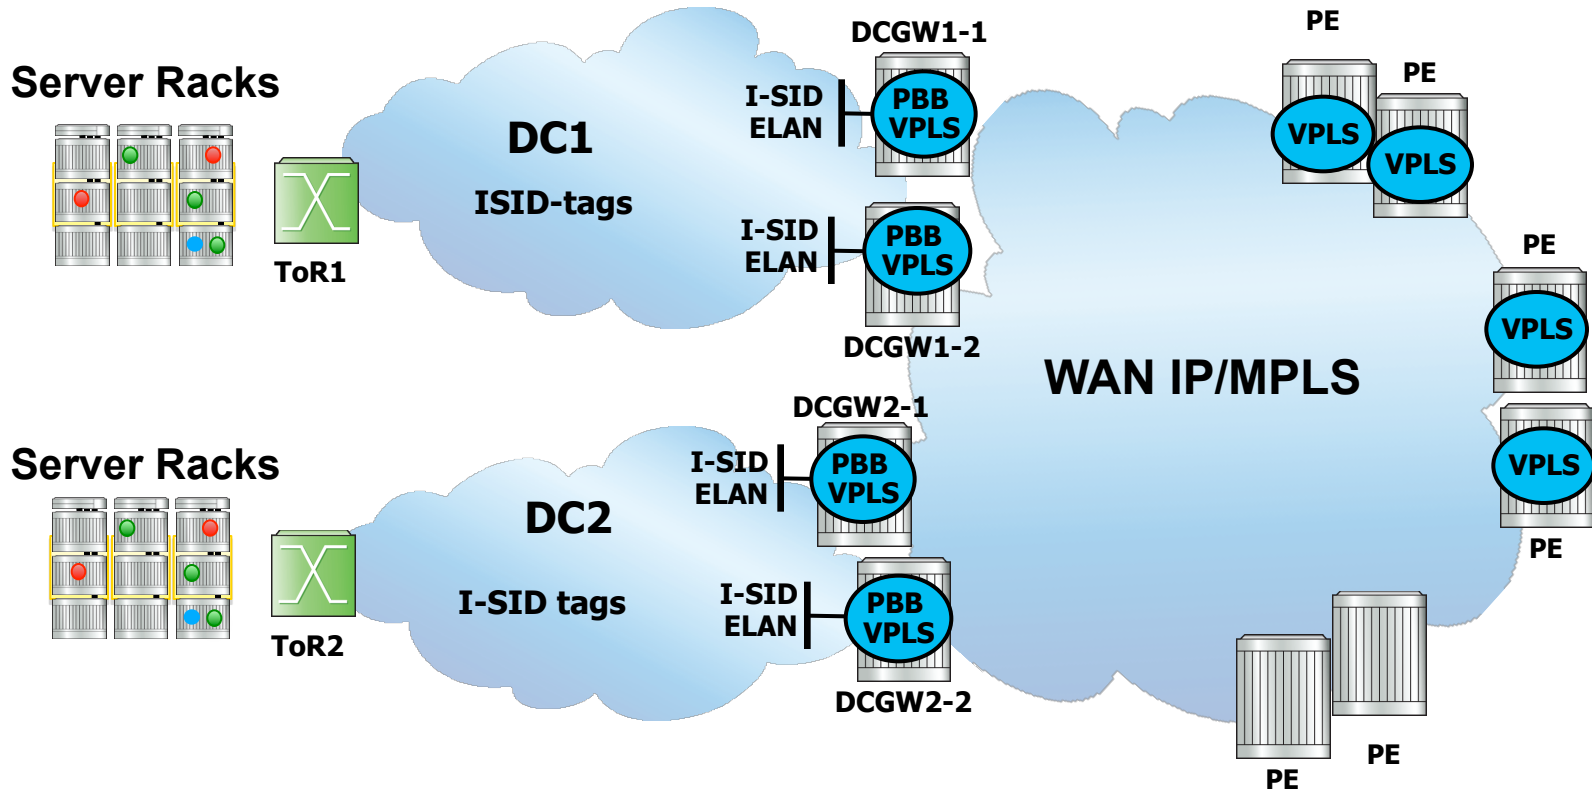 Server Racks
ToR1
DC1
ISID-tags
I-SID
ELAN
DCGW1-1
PBB
VPLS
I-SID
ELAN
PBB
VPLS
DCGW1-2
Server Racks
ToR2
DC2
I-SID tags
DCGW2-1
I-SID
ELAN
PBB
VPLS
I-SID
ELAN
PBB
VPLS
DCGW2-2
WAN IP/MPLS
PE
VPLS
PE
VPLS
PE
VPLS
VPLS
PE
PE
PE